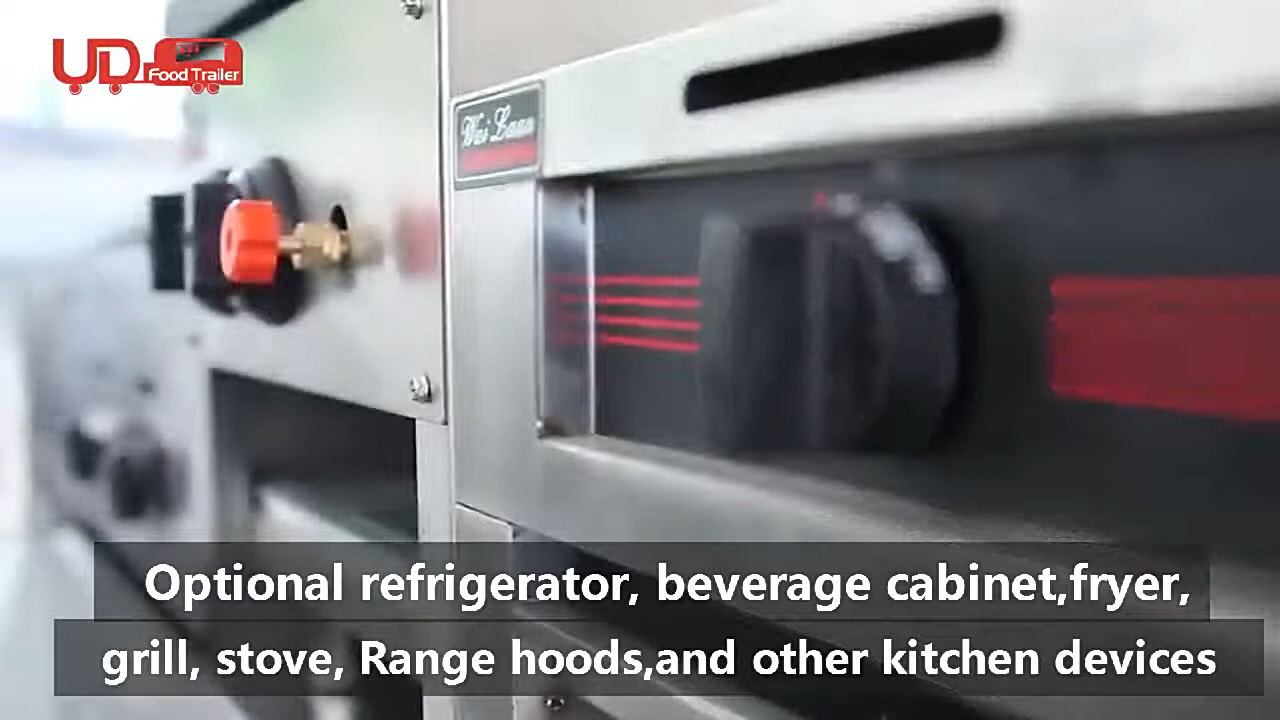 UD
Food Trailer
Optional refrigerator, beverage cabinet,fryer,
grill, stove, Range hoods,and other kitchen devices